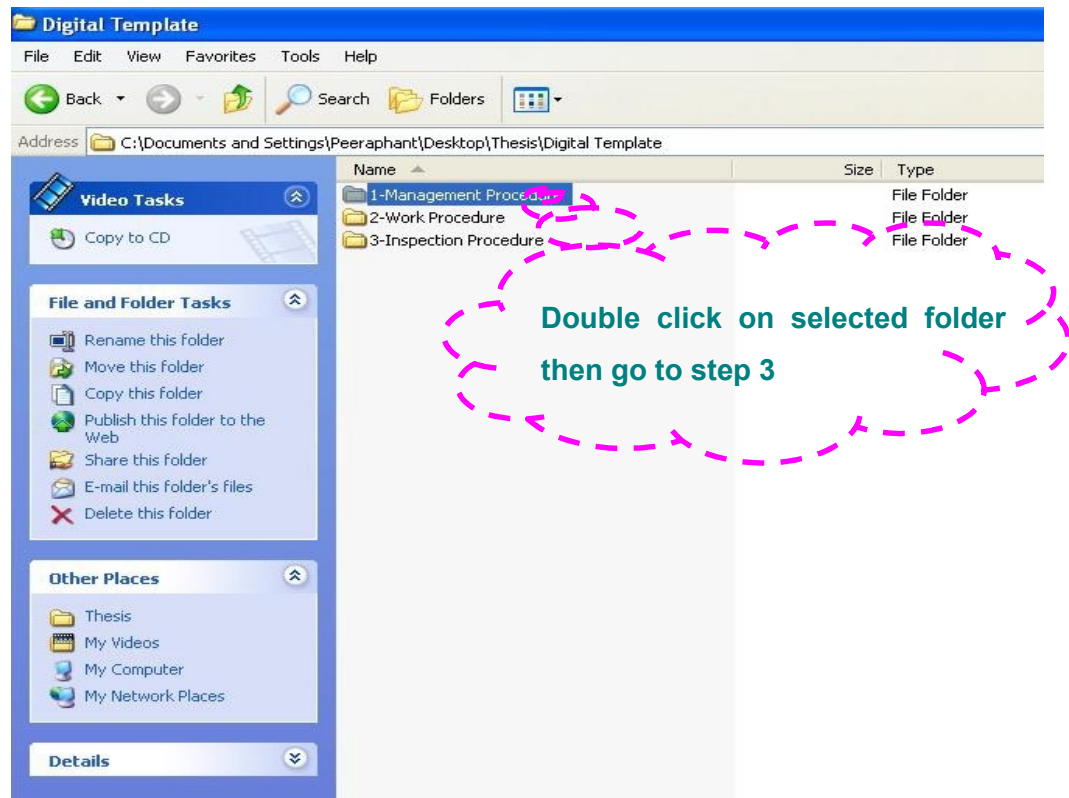 Digital Template
File Edit View Favorites Tools Help
Back Search Folders
Address C:\Documents and Settings\Peeraphant\Desktop\Thesis\Digital Template
Name Size Type
Video Tasks
Copy to CD
File and Folder Tasks
Rename this folder
Move this folder
Copy this folder
Publish this folder to the
Web
Share this folder
E-mail this folder's files
Delete this folder
Other Places
Thesis
My Videos
My Computer
My Network Places
Details
1-Management Procedure File Folder
2-Work Procedure File Folder
3-Inspection Procedure File Folder
Double click on selected folder
then go to step 3